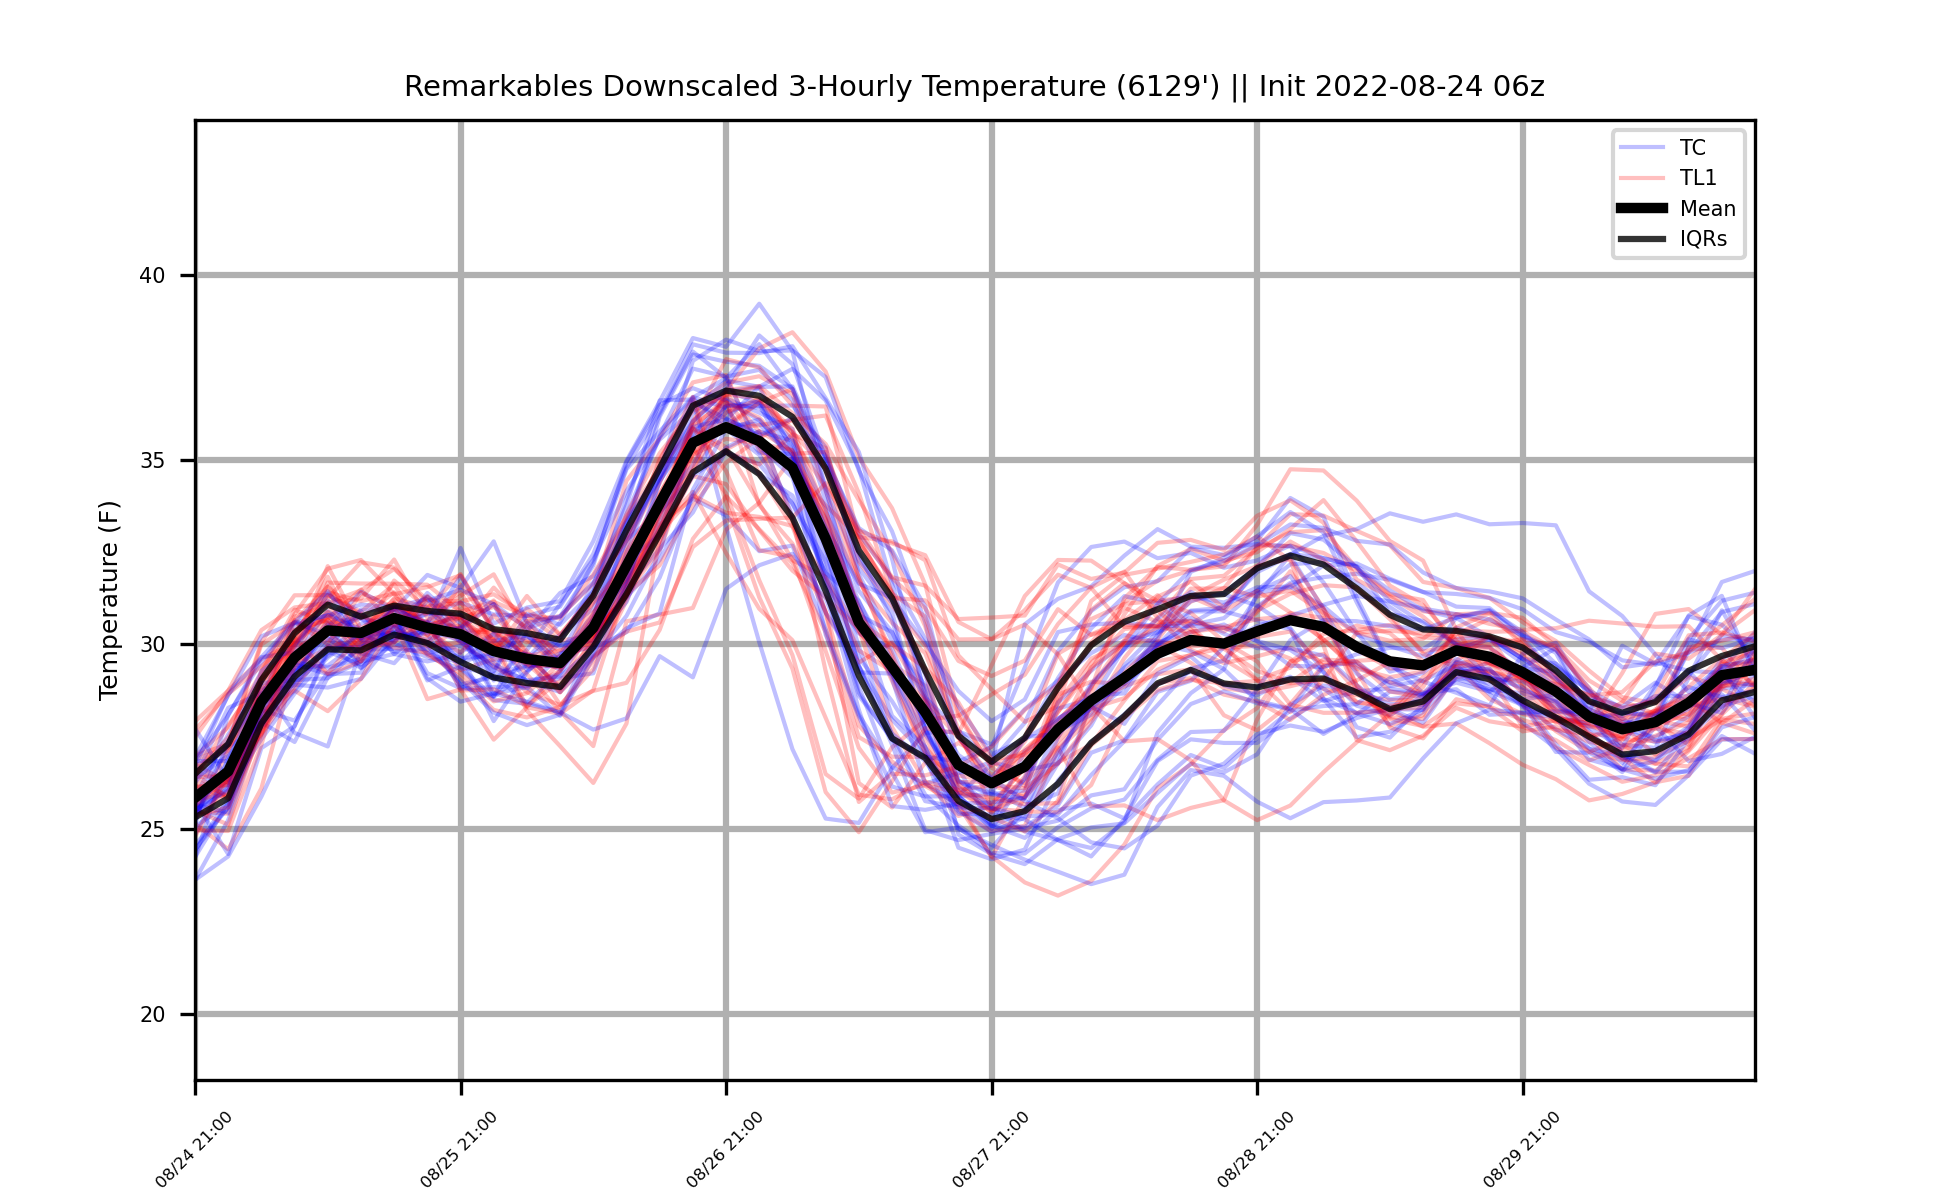 Remarkables Downscaled 3-Hourly Temperature (6129') || Init 2022-08-24 06z
TC
TL1
Mean
IQRs
Temperature (F)
40
35
30
25
20
08/24 21:00
08/25 21:00
08/26 21:00
08/27 21:00
08/28 21:00
08/29 21:00